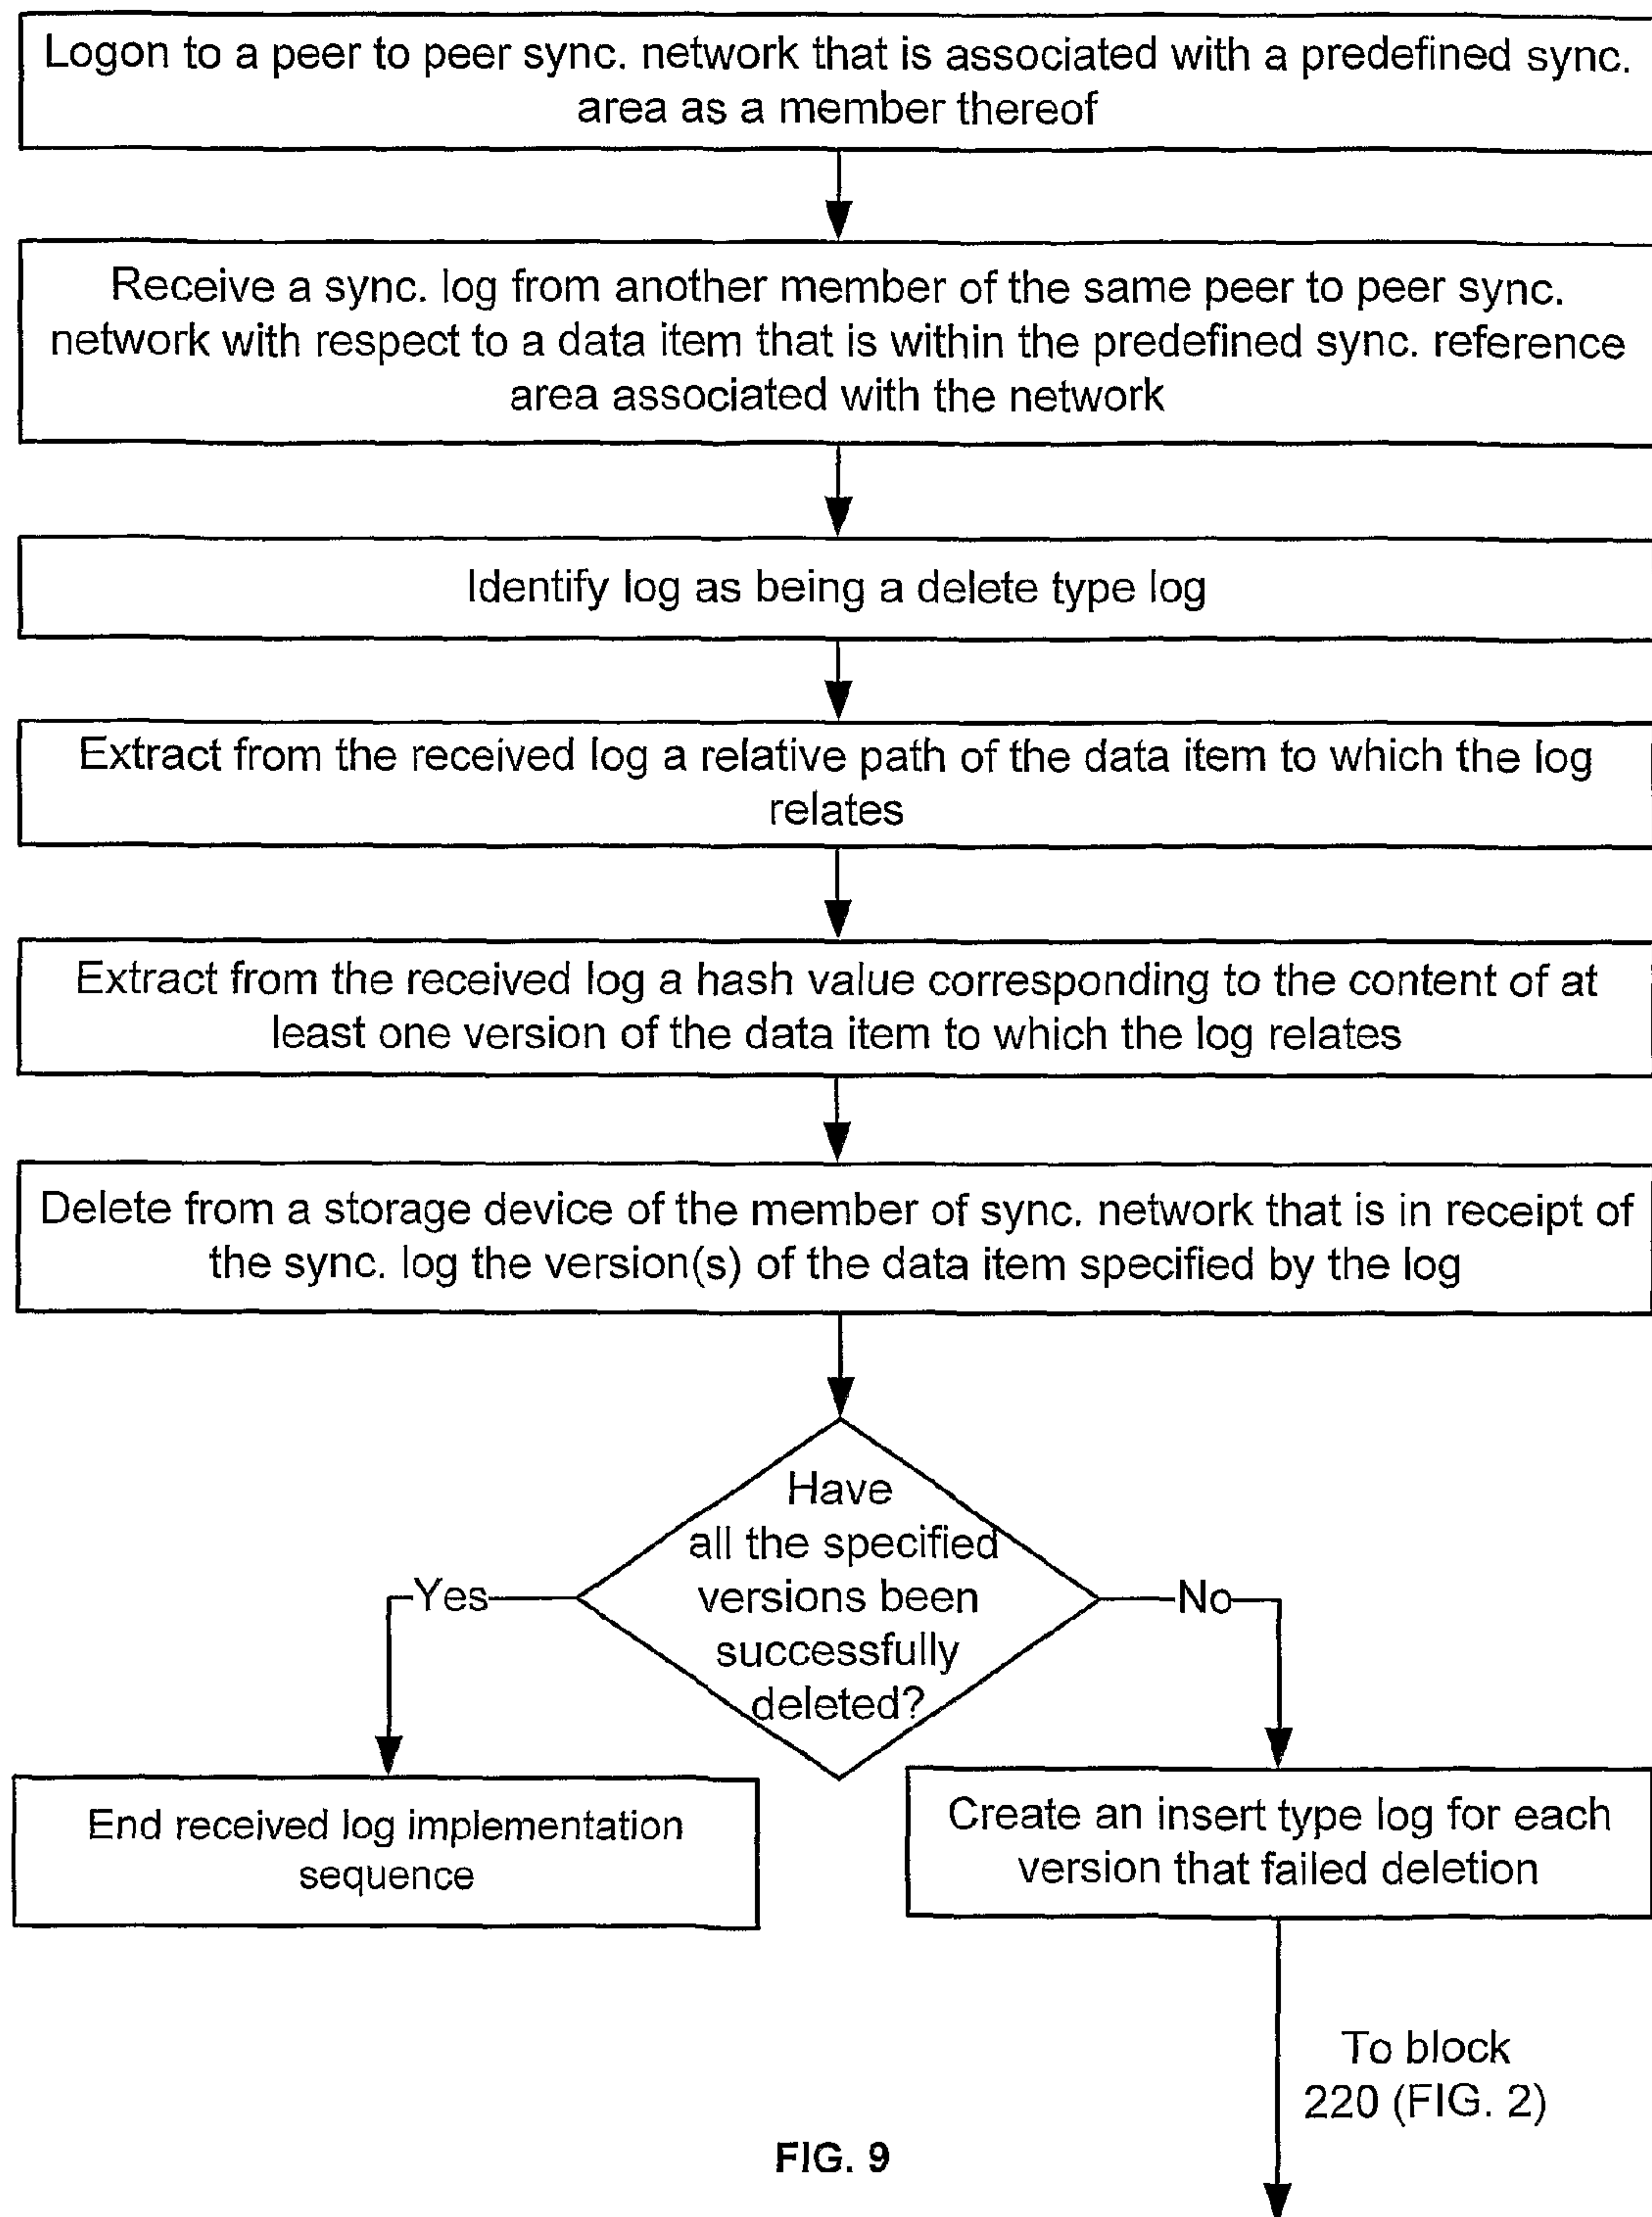 Logon to a peer to peer sync. network that is associated with a predefined sync.
area as a member thereof
Receive a sync. log from another member of the same peer to peer sync.
network with respect to a data item that is within the predefined sync. reference
area associated with the network
Identify log as being a delete type log
Extract from the received log a relative path of the data item to which the log
relates
Extract from the received log a hash value corresponding to the content of at
least one version of the data item to which the log relates
Delete from a storage device of the member of sync. network that is in receipt of
the sync. log the version(s) of the data item specified by the log
Have
all the specified
versions been
successfully
deleted?
Yes
No
End received log implementation
sequence
Create an insert type log for each
version that failed deletion
To block
220 (FIG. 2)
FIG. 9